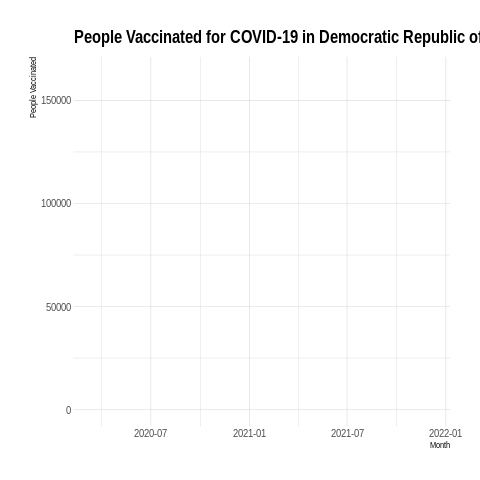 People Vaccinated for COVID-19 in Democratic Republic of
People Vaccinated
150000
100000
50000
0
2020-07 2021-01 2021-07 2022-01
Month